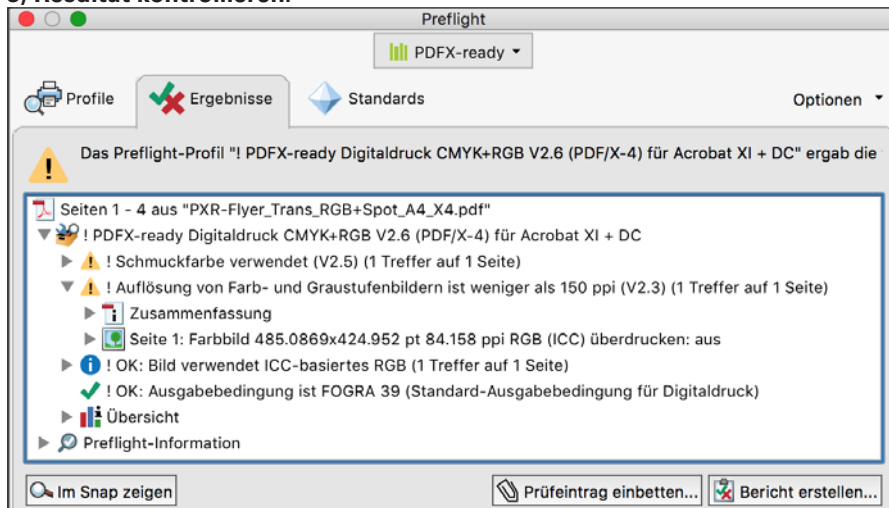 Preflight
PDFX-ready
Profile Ergebnisse Standards Optionen
Das Preflight-Profil "! PDFX-ready Digitaldruck CMYK+RGB V2.6 (PDF/X-4) für Acrobat XI + DC" ergab die
Seiten 1 - 4 aus "PXR-Flyer_Trans_RGB+Spot_A4_X4.pdf"
! PDFX-ready Digitaldruck CMYK+RGB V2.6 (PDF/X-4) für Acrobat XI + DC
! Schmuckfarbe verwendet (V2.5) (1 Treffer auf 1 Seite)
! Auflösung von Farb- und Graustufenbildern ist weniger als 150 ppi (V2.3) (1 Treffer auf 1 Seite)
Zusammenfassung
Seite 1: Farbbild 485.0869x424.952 pt 84.158 ppi RGB (ICC) überdrucken: aus
! OK: Bild verwendet ICC-basiertes RGB (1 Treffer auf 1 Seite)
! OK: Ausgabebedingung ist FOGRA 39 (Standard-Ausgabebedingung für Digitaldruck)
Übersicht
Preflight-Information
Im Snap zeigen Prüfeintrag einbetten... Bericht erstellen...